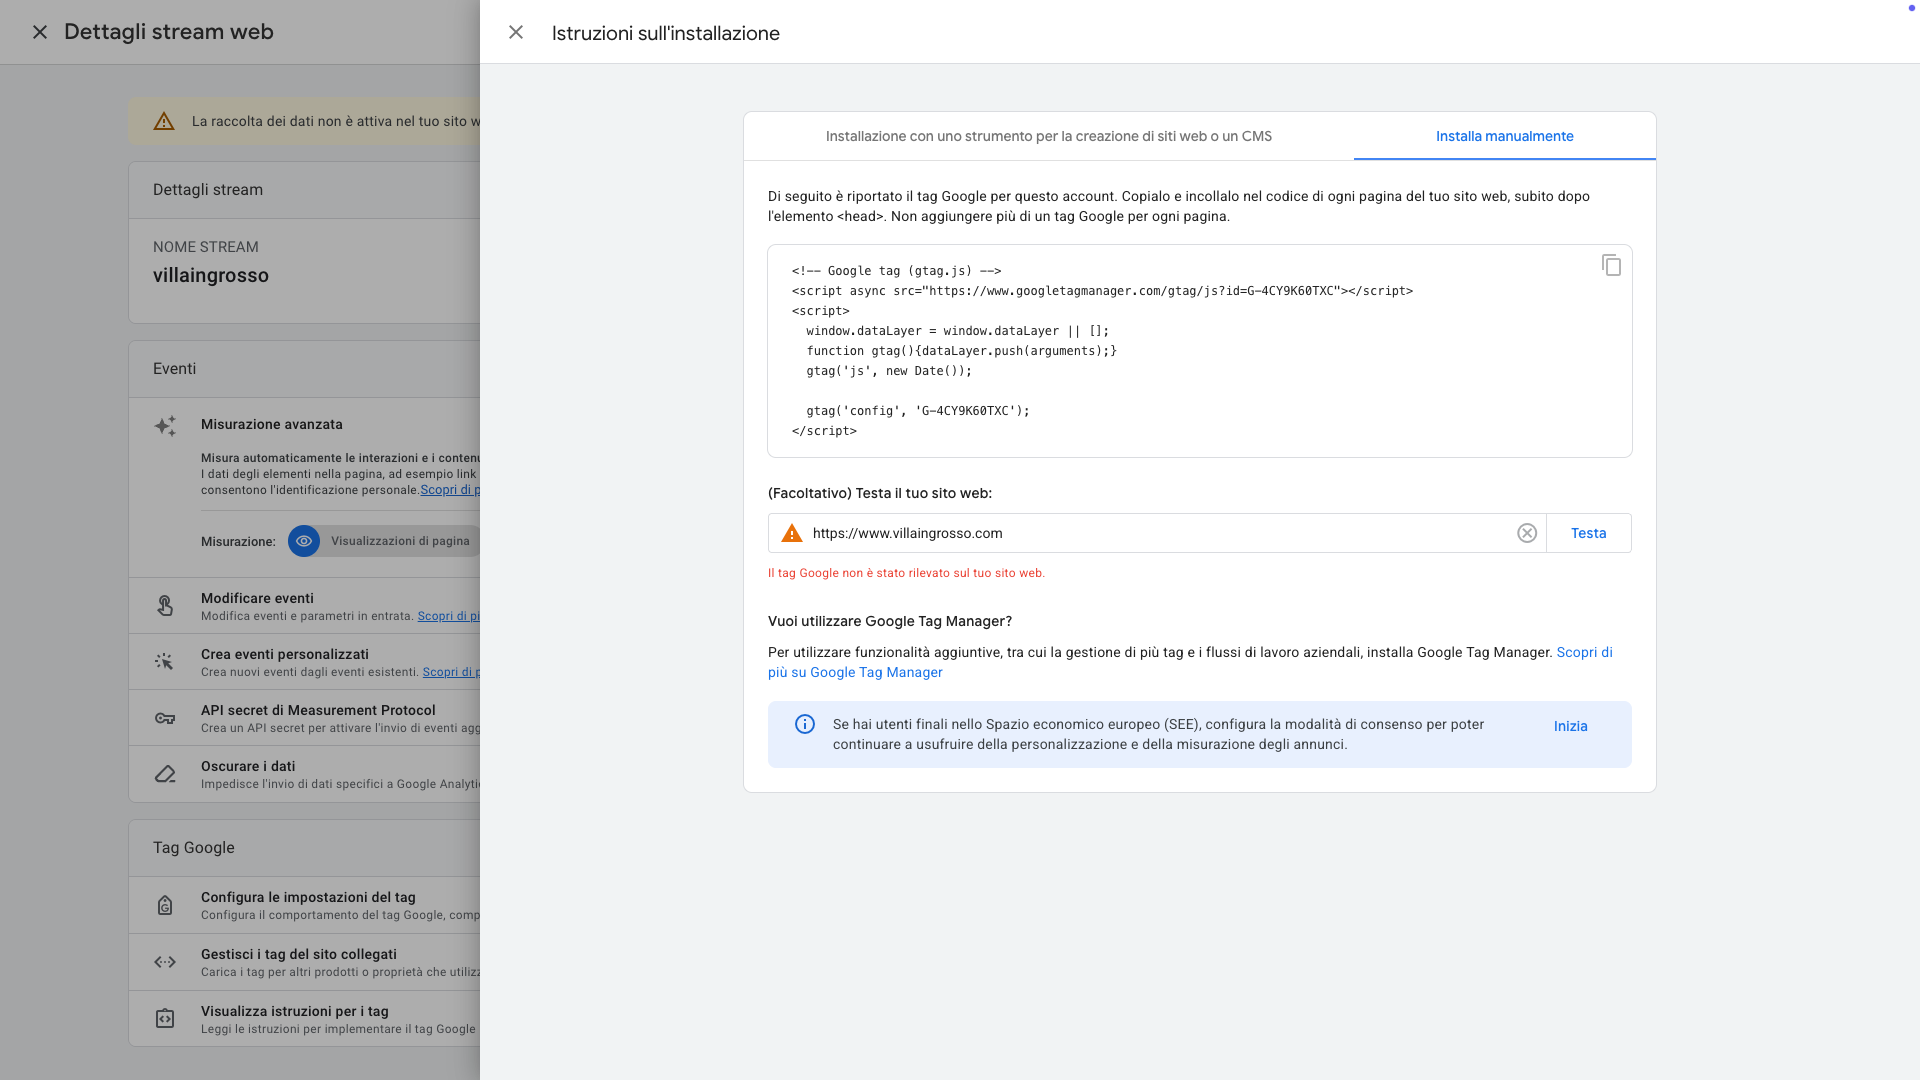 Dettagli stream web
La raccolta dei dati non è attiva nel tuo sito w
Dettagli stream
NOME STREAM
villaingrosso
Eventi
Misurazione avanzata
Misura automaticamente le interazioni e i contenu
I dati degli elementi nella pagina, ad esempio link
consentono l'identificazione personale.Scopri di p
Misurazione:
Visualizzazioni di pagina
Modificare eventi
Modifica eventi e parametri in entrata. Scopri di pi
Crea eventi personalizzati
Crea nuovi eventi dagli eventi esistenti. Scopri di p
API secret di Measurement Protocol
Crea un API secret per attivare l'invio di eventi agg
Oscurare i dati
Impedisce l'invio di dati specifici a Google Analytic
Tag Google
Configura le impostazioni del tag
Configura il comportamento del tag Google, comp
Gestisci i tag del sito collegati
Carica i tag per altri prodotti o proprietà che utilizz
Visualizza istruzioni per i tag
Leggi le istruzioni per implementare il tag Google
Istruzioni sull'installazione
Installazione con uno strumento per la creazione di siti web o un CMS
Installa manualmente
Di seguito è riportato il tag Google per questo account. Copialo e incollalo nel codice di ogni pagina del tuo sito web, subito dopo
l'elemento <head>. Non aggiungere più di un tag Google per ogni pagina.
<!-- Google tag (gtag.js) -->
<script async src="https://www.googletagmanager.com/gtag/js?id=G-4CY9K60TXC"></script>
<script>
window.dataLayer = window.dataLayer || [];
function gtag(){dataLayer.push(arguments);}
gtag('js', new Date());
gtag('config', 'G-4CY9K60TXC');
</script>
(Facoltativo) Testa il tuo sito web:
https://www.villaingrosso.com
Testa
Il tag Google non è stato rilevato sul tuo sito web.
Vuoi utilizzare Google Tag Manager?
Per utilizzare funzionalità aggiuntive, tra cui la gestione di più tag e i flussi di lavoro aziendali, installa Google Tag Manager. Scopri di
più su Google Tag Manager
Se hai utenti finali nello Spazio economico europeo (SEE), configura la modalità di consenso per poter
continuare a usufruire della personalizzazione e della misurazione degli annunci.
Inizia